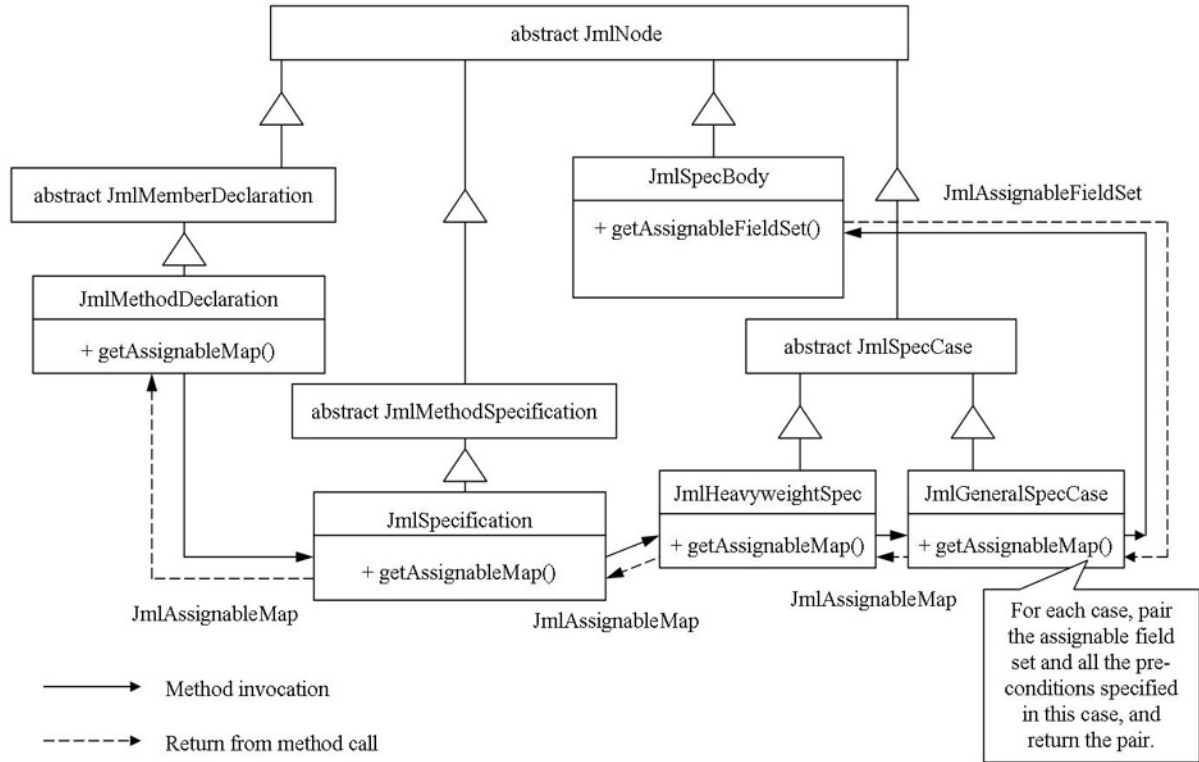 abstract JmlNode
abstract JmlMemberDeclaration
JmlSpecBody
+ getAssignableFieldSet()
JmlAssignableFieldSet
JmlMethodDeclaration
+ getAssignableMap()
abstract JmlSpecCase
abstract JmlMethodSpecification
JmlSpecification
+ getAssignableMap()
JmlHeavyweightSpec
+ getAssignableMap()
JmlGeneralSpecCase
+ getAssignableMap()
JmlAssignableMap
JmlAssignableMap
JmlAssignableMap
For each case, pair
the assignable field
set and all the pre-
conditions specified
in this case, and
return the pair.
Method invocation
Return from method call